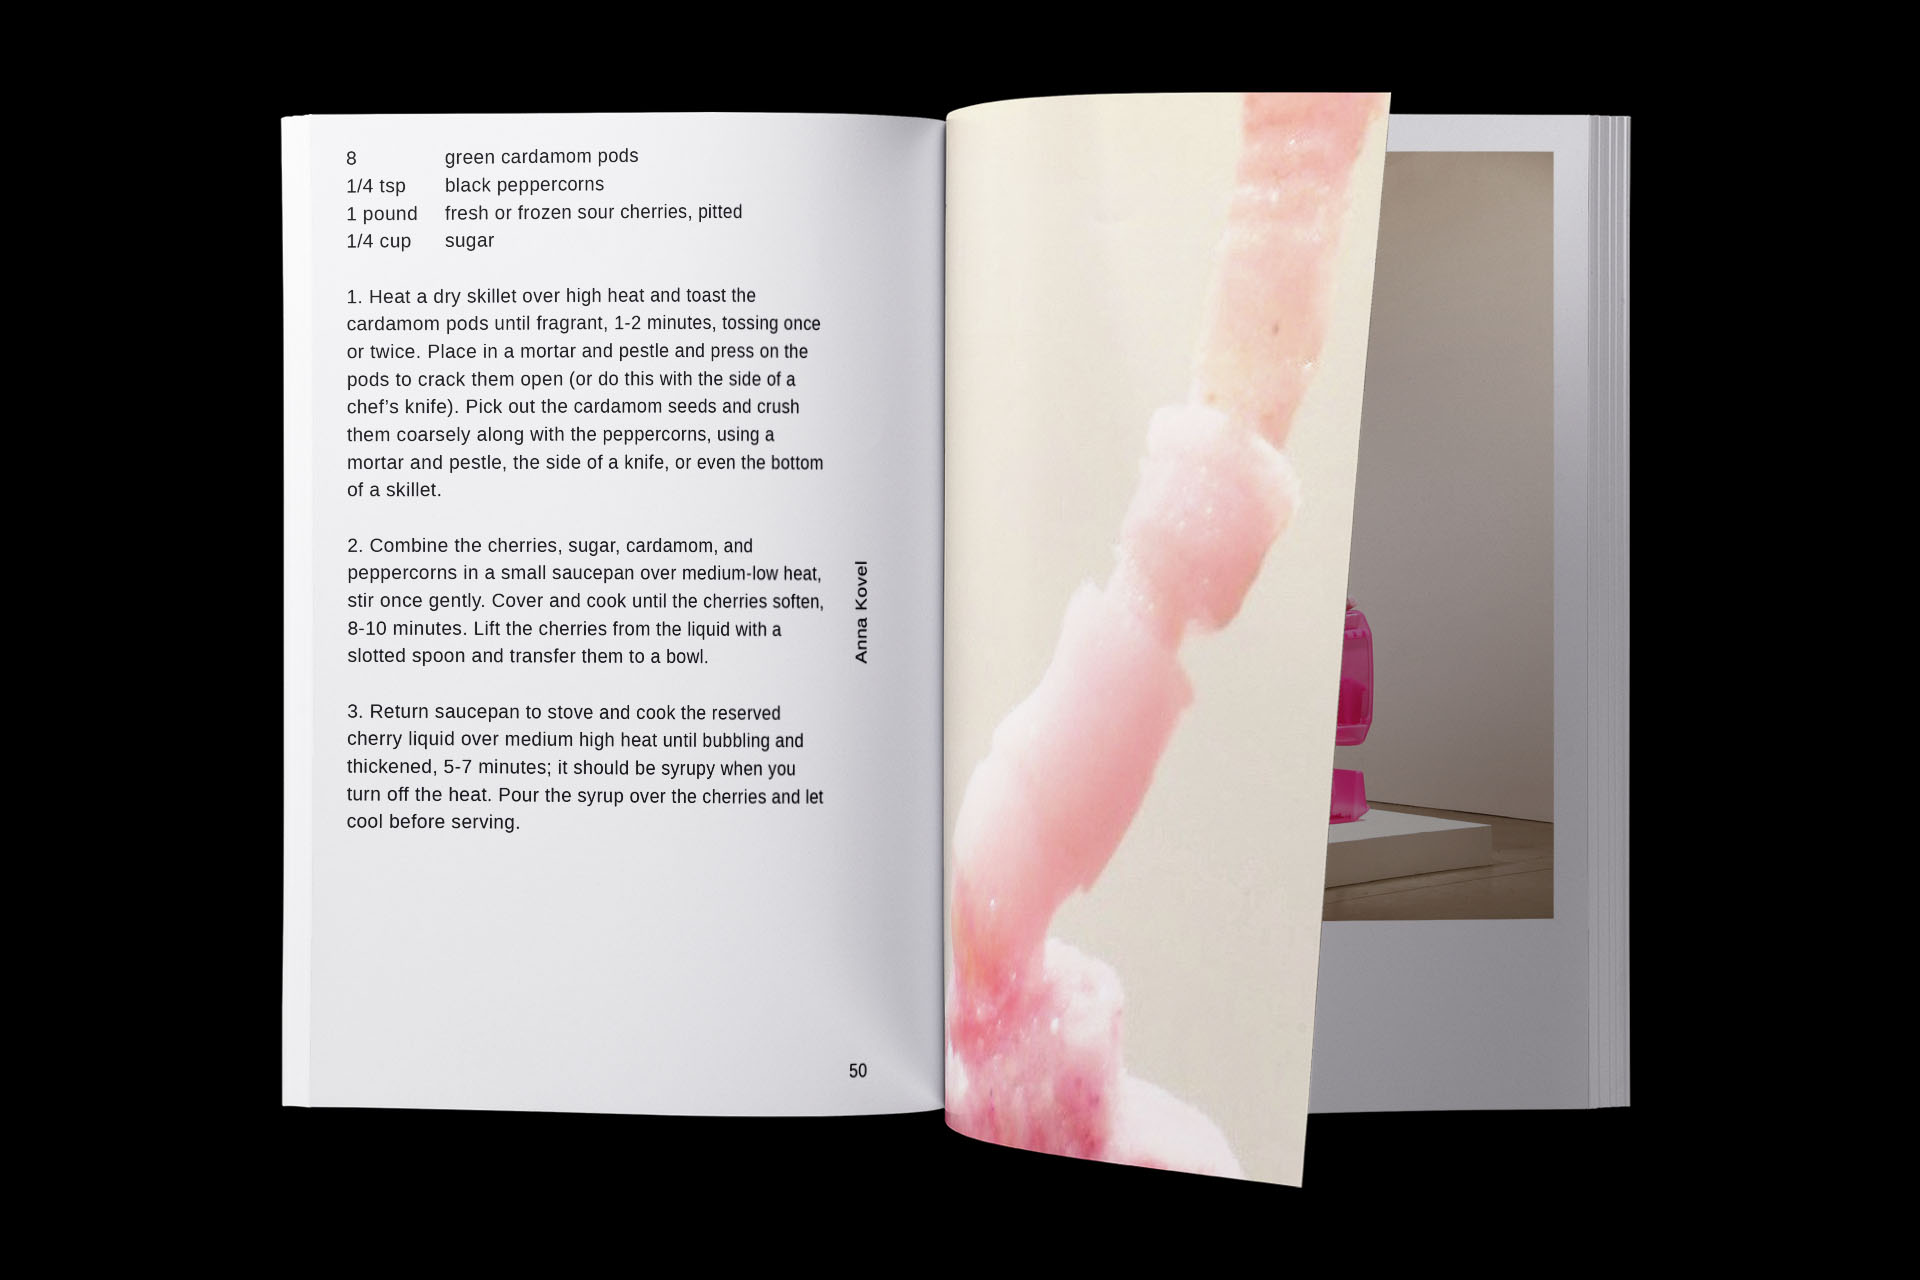 8 green cardamom pods
1/4 tsp black peppercorns
1 pound fresh or frozen sour cherries, pitted
1/4 cup sugar
1. Heat a dry skillet over high heat and toast the
cardamom pods until fragrant, 1-2 minutes, tossing once
or twice. Place in a mortar and pestle and press on the
pods to crack them open (or do this with the side of a
chef’s knife). Pick out the cardamom seeds and crush
them coarsely along with the peppercorns, using a
mortar and pestle, the side of a knife, or even the bottom
of a skillet.
2. Combine the cherries, sugar, cardamom, and
peppercorns in a small saucepan over medium-low heat,
stir once gently. Cover and cook until the cherries soften,
8-10 minutes. Lift the cherries from the liquid with a
slotted spoon and transfer them to a bowl.
3. Return saucepan to stove and cook the reserved
cherry liquid over medium high heat until bubbling and
thickened, 5-7 minutes; it should be syrupy when you
turn off the heat. Pour the syrup over the cherries and let
cool before serving.
Anna Kovel
50